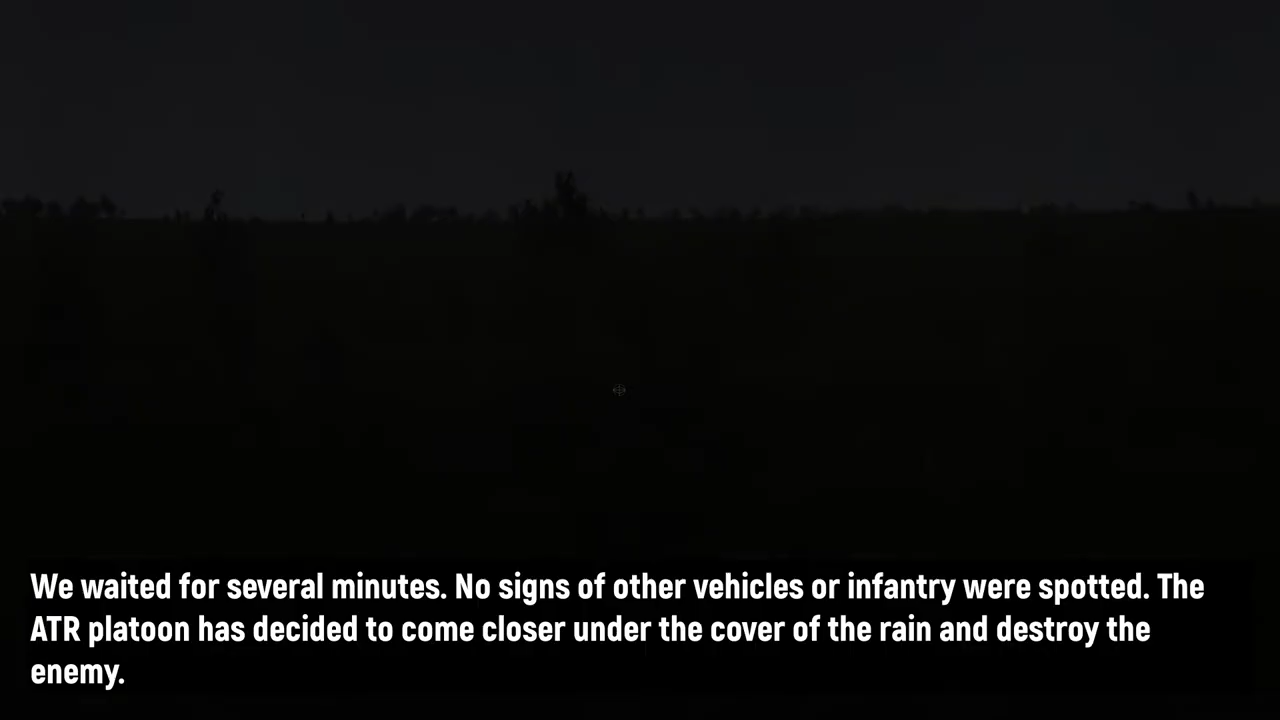 We waited for several minutes. No signs of other vehicles or infantry were spotted. The
ATR platoon has decided to come closer under the cover of the rain and destroy the
enemy.